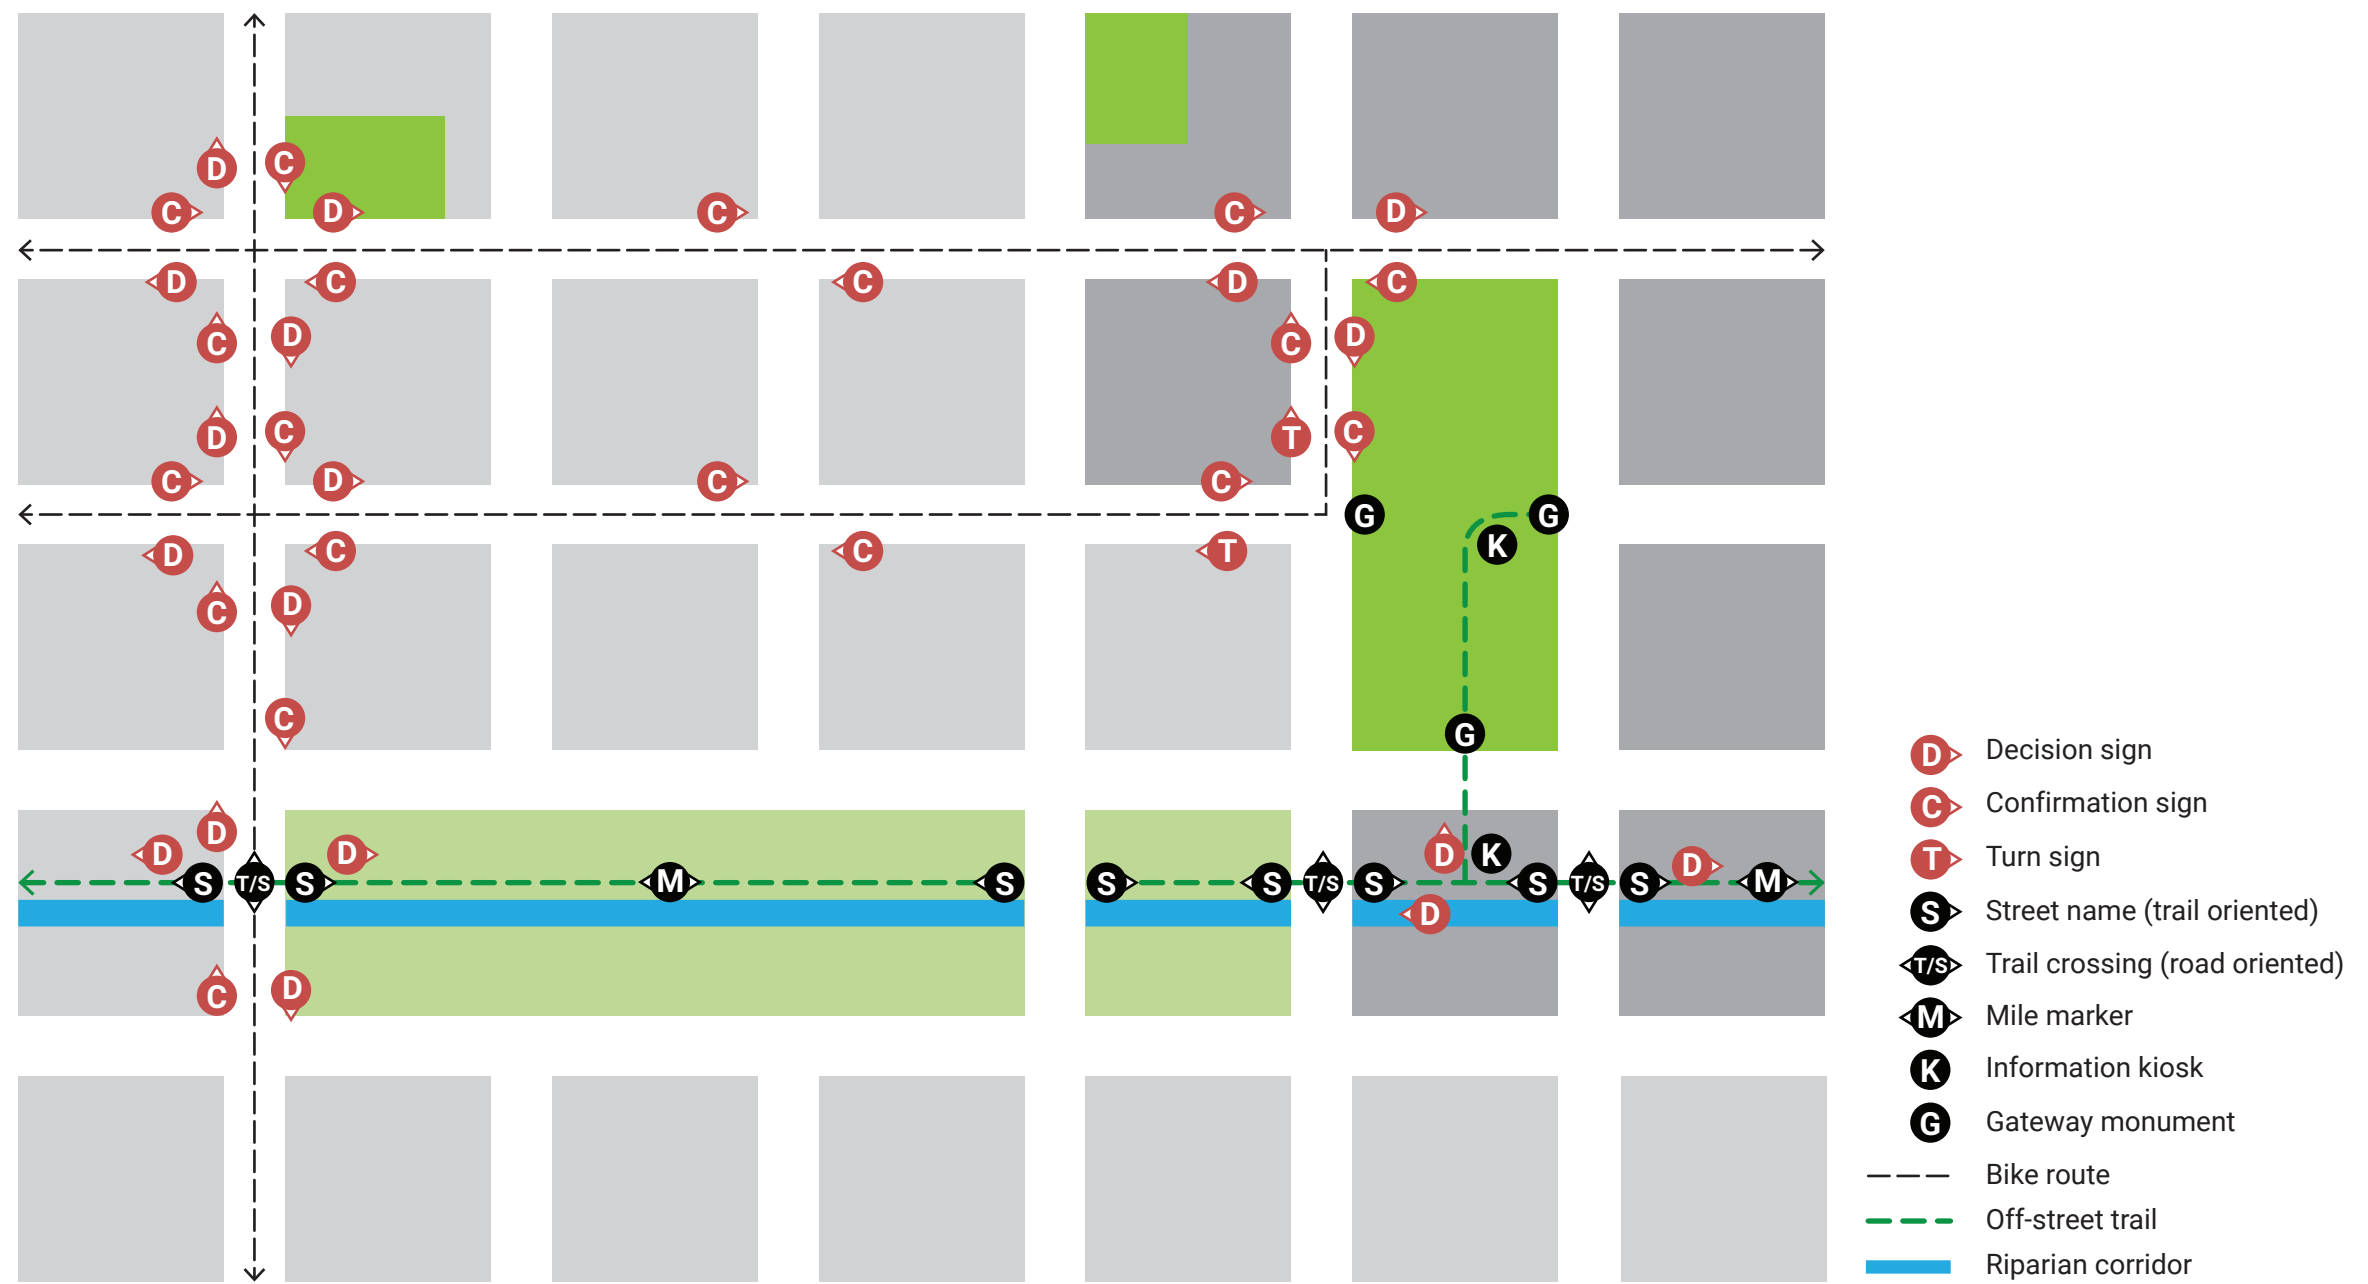 D C
C D C C D
D C C D C
C D C D
D C T C
C D C C
G G
D C C T K
C D
C G
D
D D D K D
S T/S S M S S S T/S S S T/S S M
D
C D
D Decision sign
C Confirmation sign
T Turn sign
S Street name (trail oriented)
T/S Trail crossing (road oriented)
M Mile marker
K Information kiosk
G Gateway monument
Bike route
Off-street trail
Riparian corridor